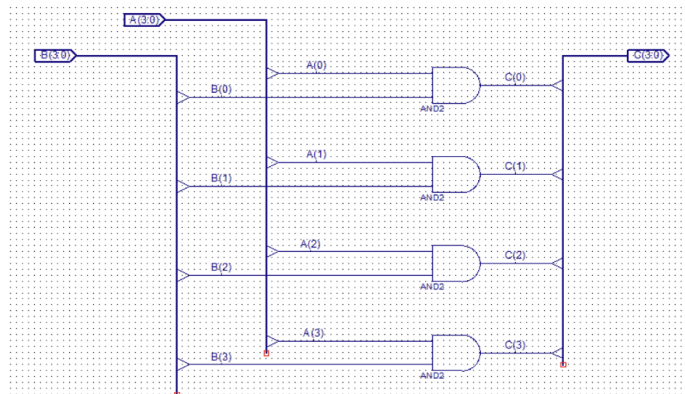 A(3:0)
B(3:0)
C(3:0)
A(0)
C(0)
B(0)
AND2
A(1)
C(1)
B(1)
AND2
A(2)
C(2)
B(2)
AND2
A(3)
C(3)
B(3)
AND2